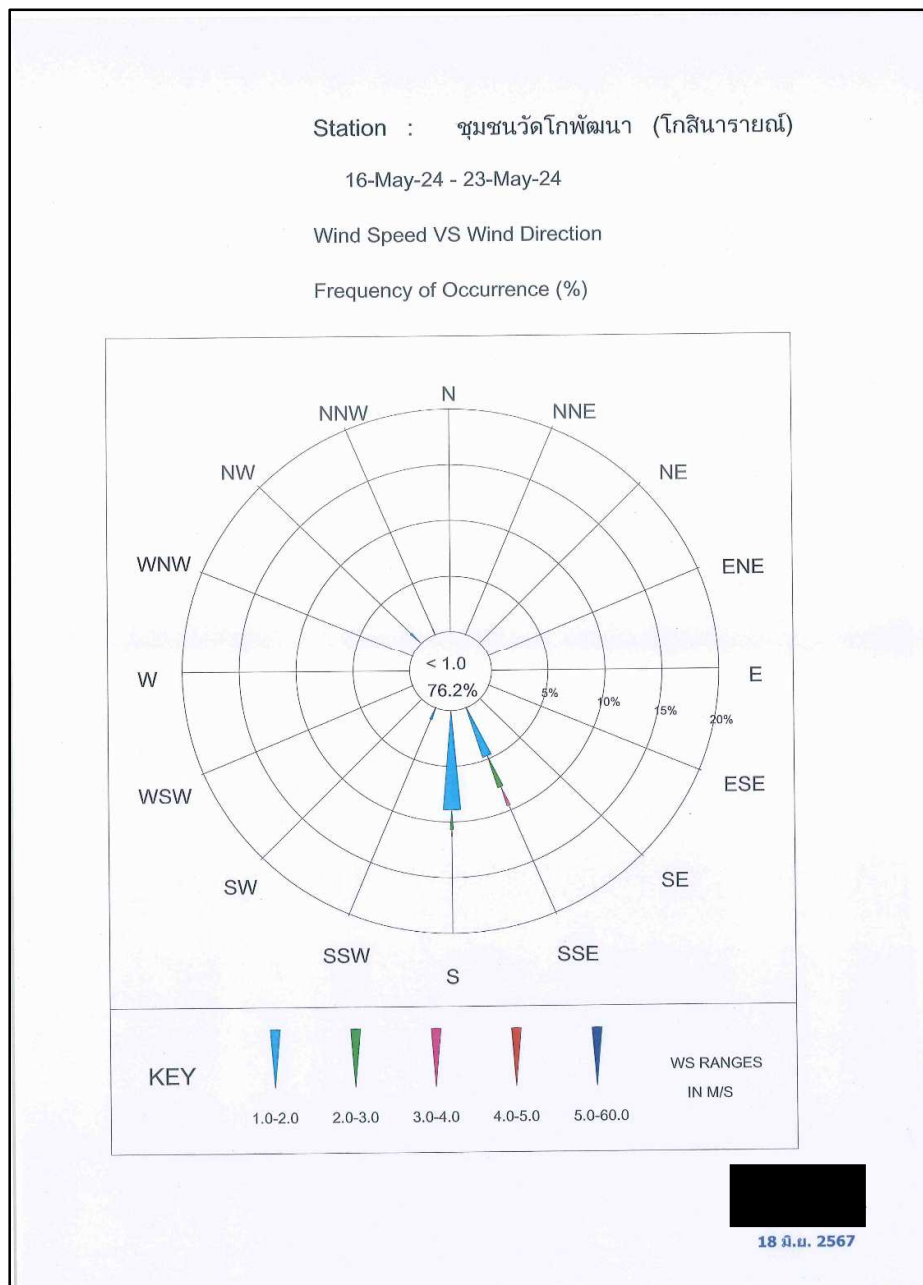 Station : ชุมชนวัดโกพัฒนา (โกสินารายณ์)
16-May-24 - 23-May-24
Wind Speed VS Wind Direction
Frequency of Occurrence (%)
N
NNW
NNE
NW
NE
WNW
ENE
< 1.0
W
E
76.2%
5%
10%
15%
20%
WSW
ESE
SW
SE
SSW
SSE
S
KEY
WS RANGES
IN M/S
1.0-2.0 2.0-3.0 3.0-4.0 4.0-5.0 5.0-60.0
18 มิ.ย. 2567